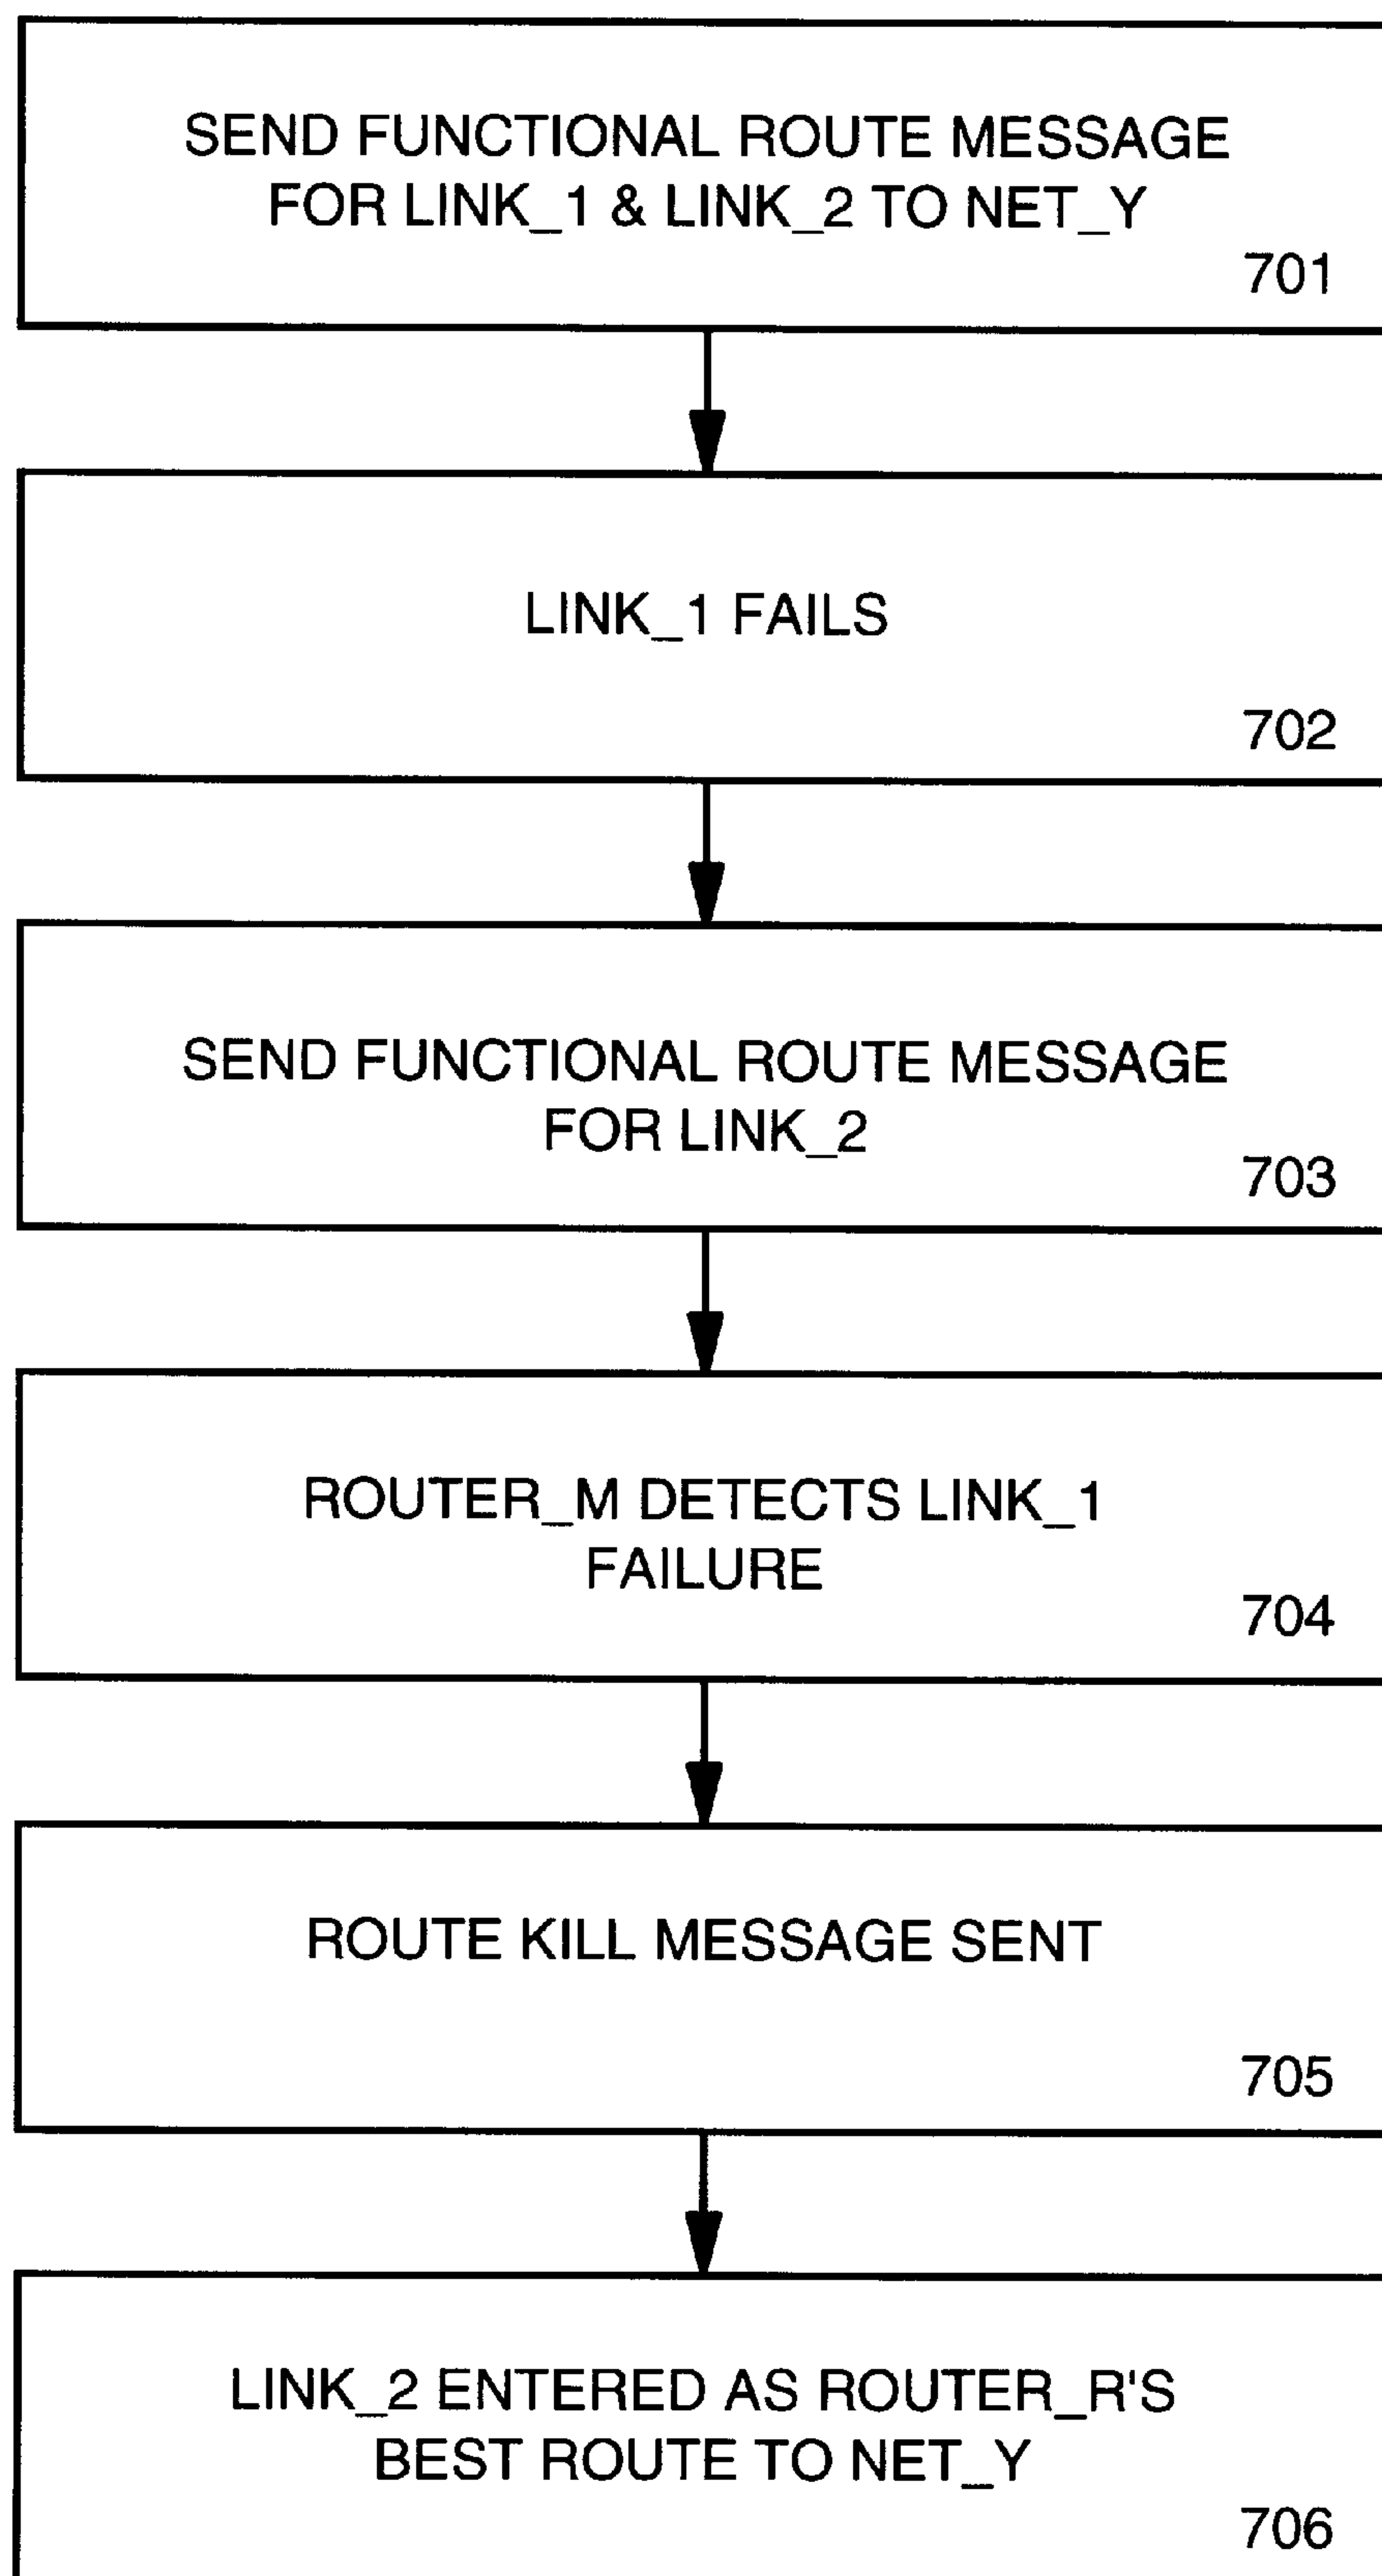 SEND FUNCTIONAL ROUTE MESSAGE
FOR LINK_1 & LINK_2 TO NET_Y
701
LINK_1 FAILS
702
SEND FUNCTIONAL ROUTE MESSAGE
FOR LINK_2
703
ROUTER_M DETECTS LINK_1
FAILURE
704
ROUTE KILL MESSAGE SENT
705
LINK_2 ENTERED AS ROUTER_R'S
BEST ROUTE TO NET_Y
706